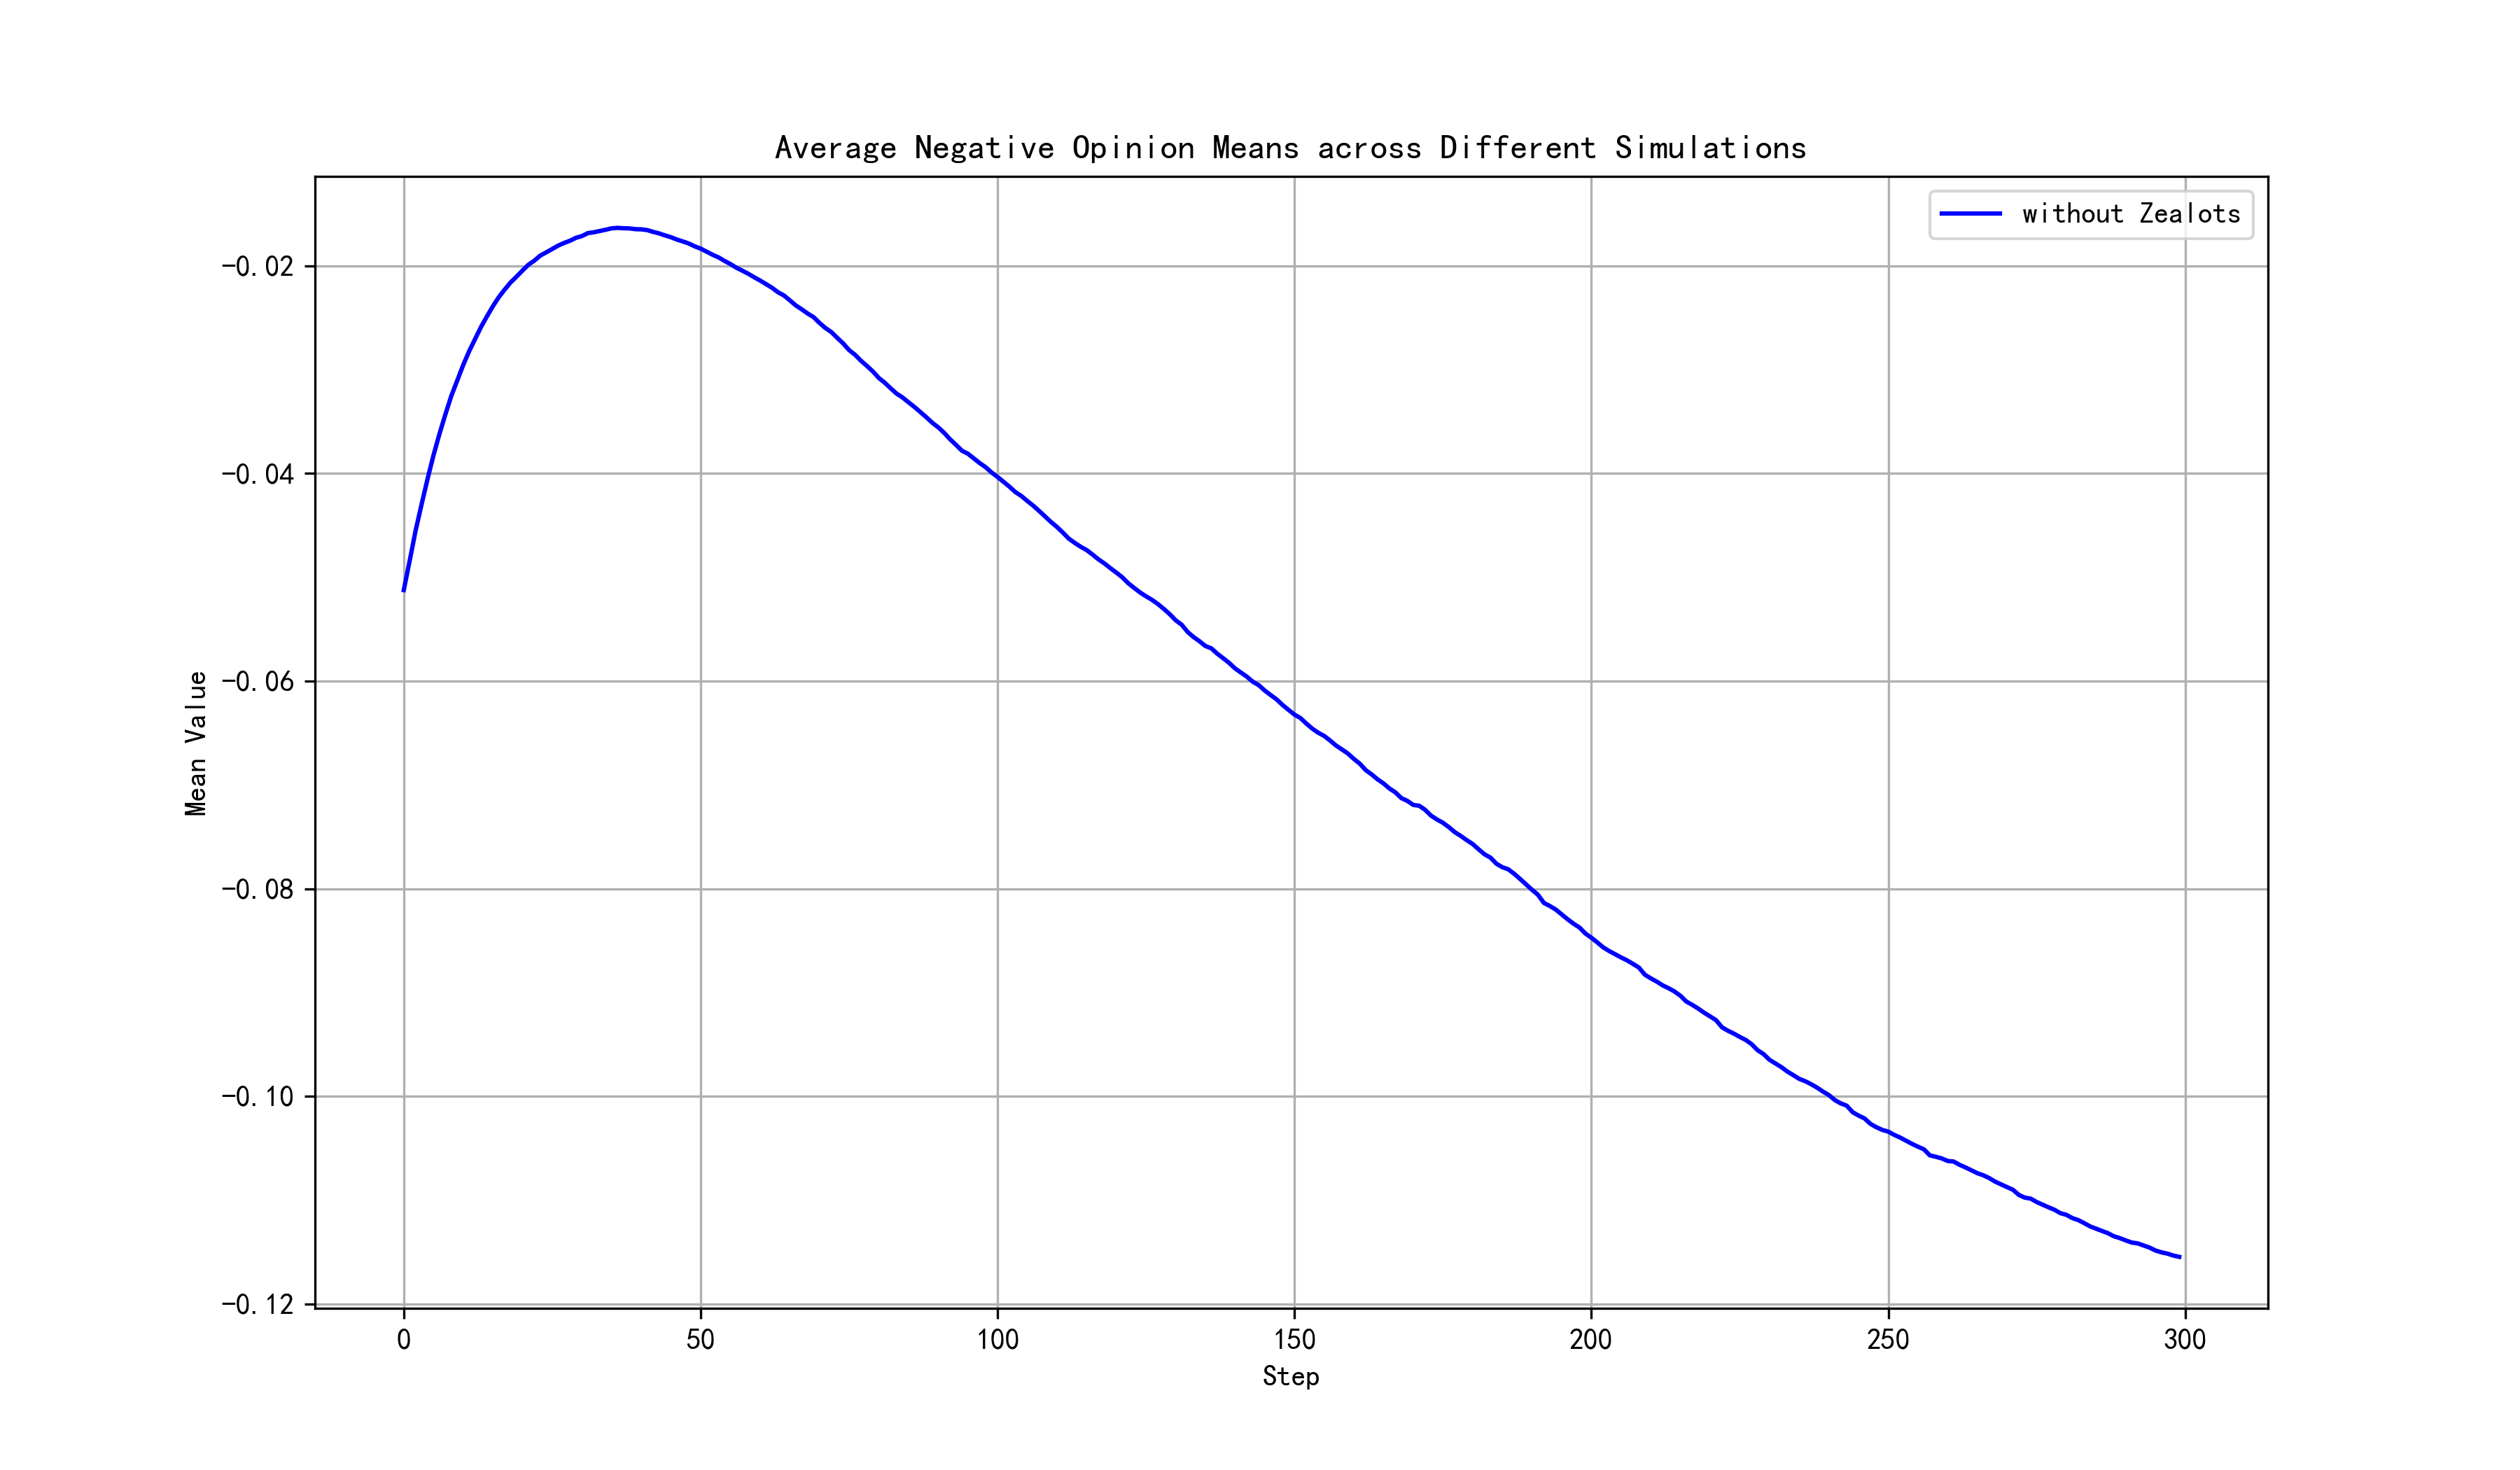 Average Negative Opinion Means across Different Simulations
without Zealots
Mean Value
−0.02
−0.04
−0.06
−0.08
−0.10
−0.12
0 50 100 150 200 250 300
Step